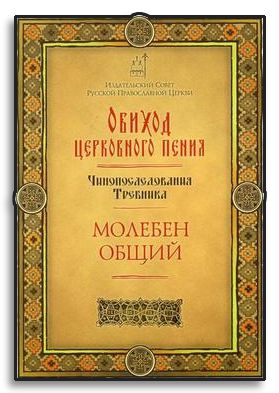 Издательский Совет
Русской Православной Церкви
Обиход
церковного пения
Чинопоследования
Требника
МОЛЕБЕН
ОБЩИЙ